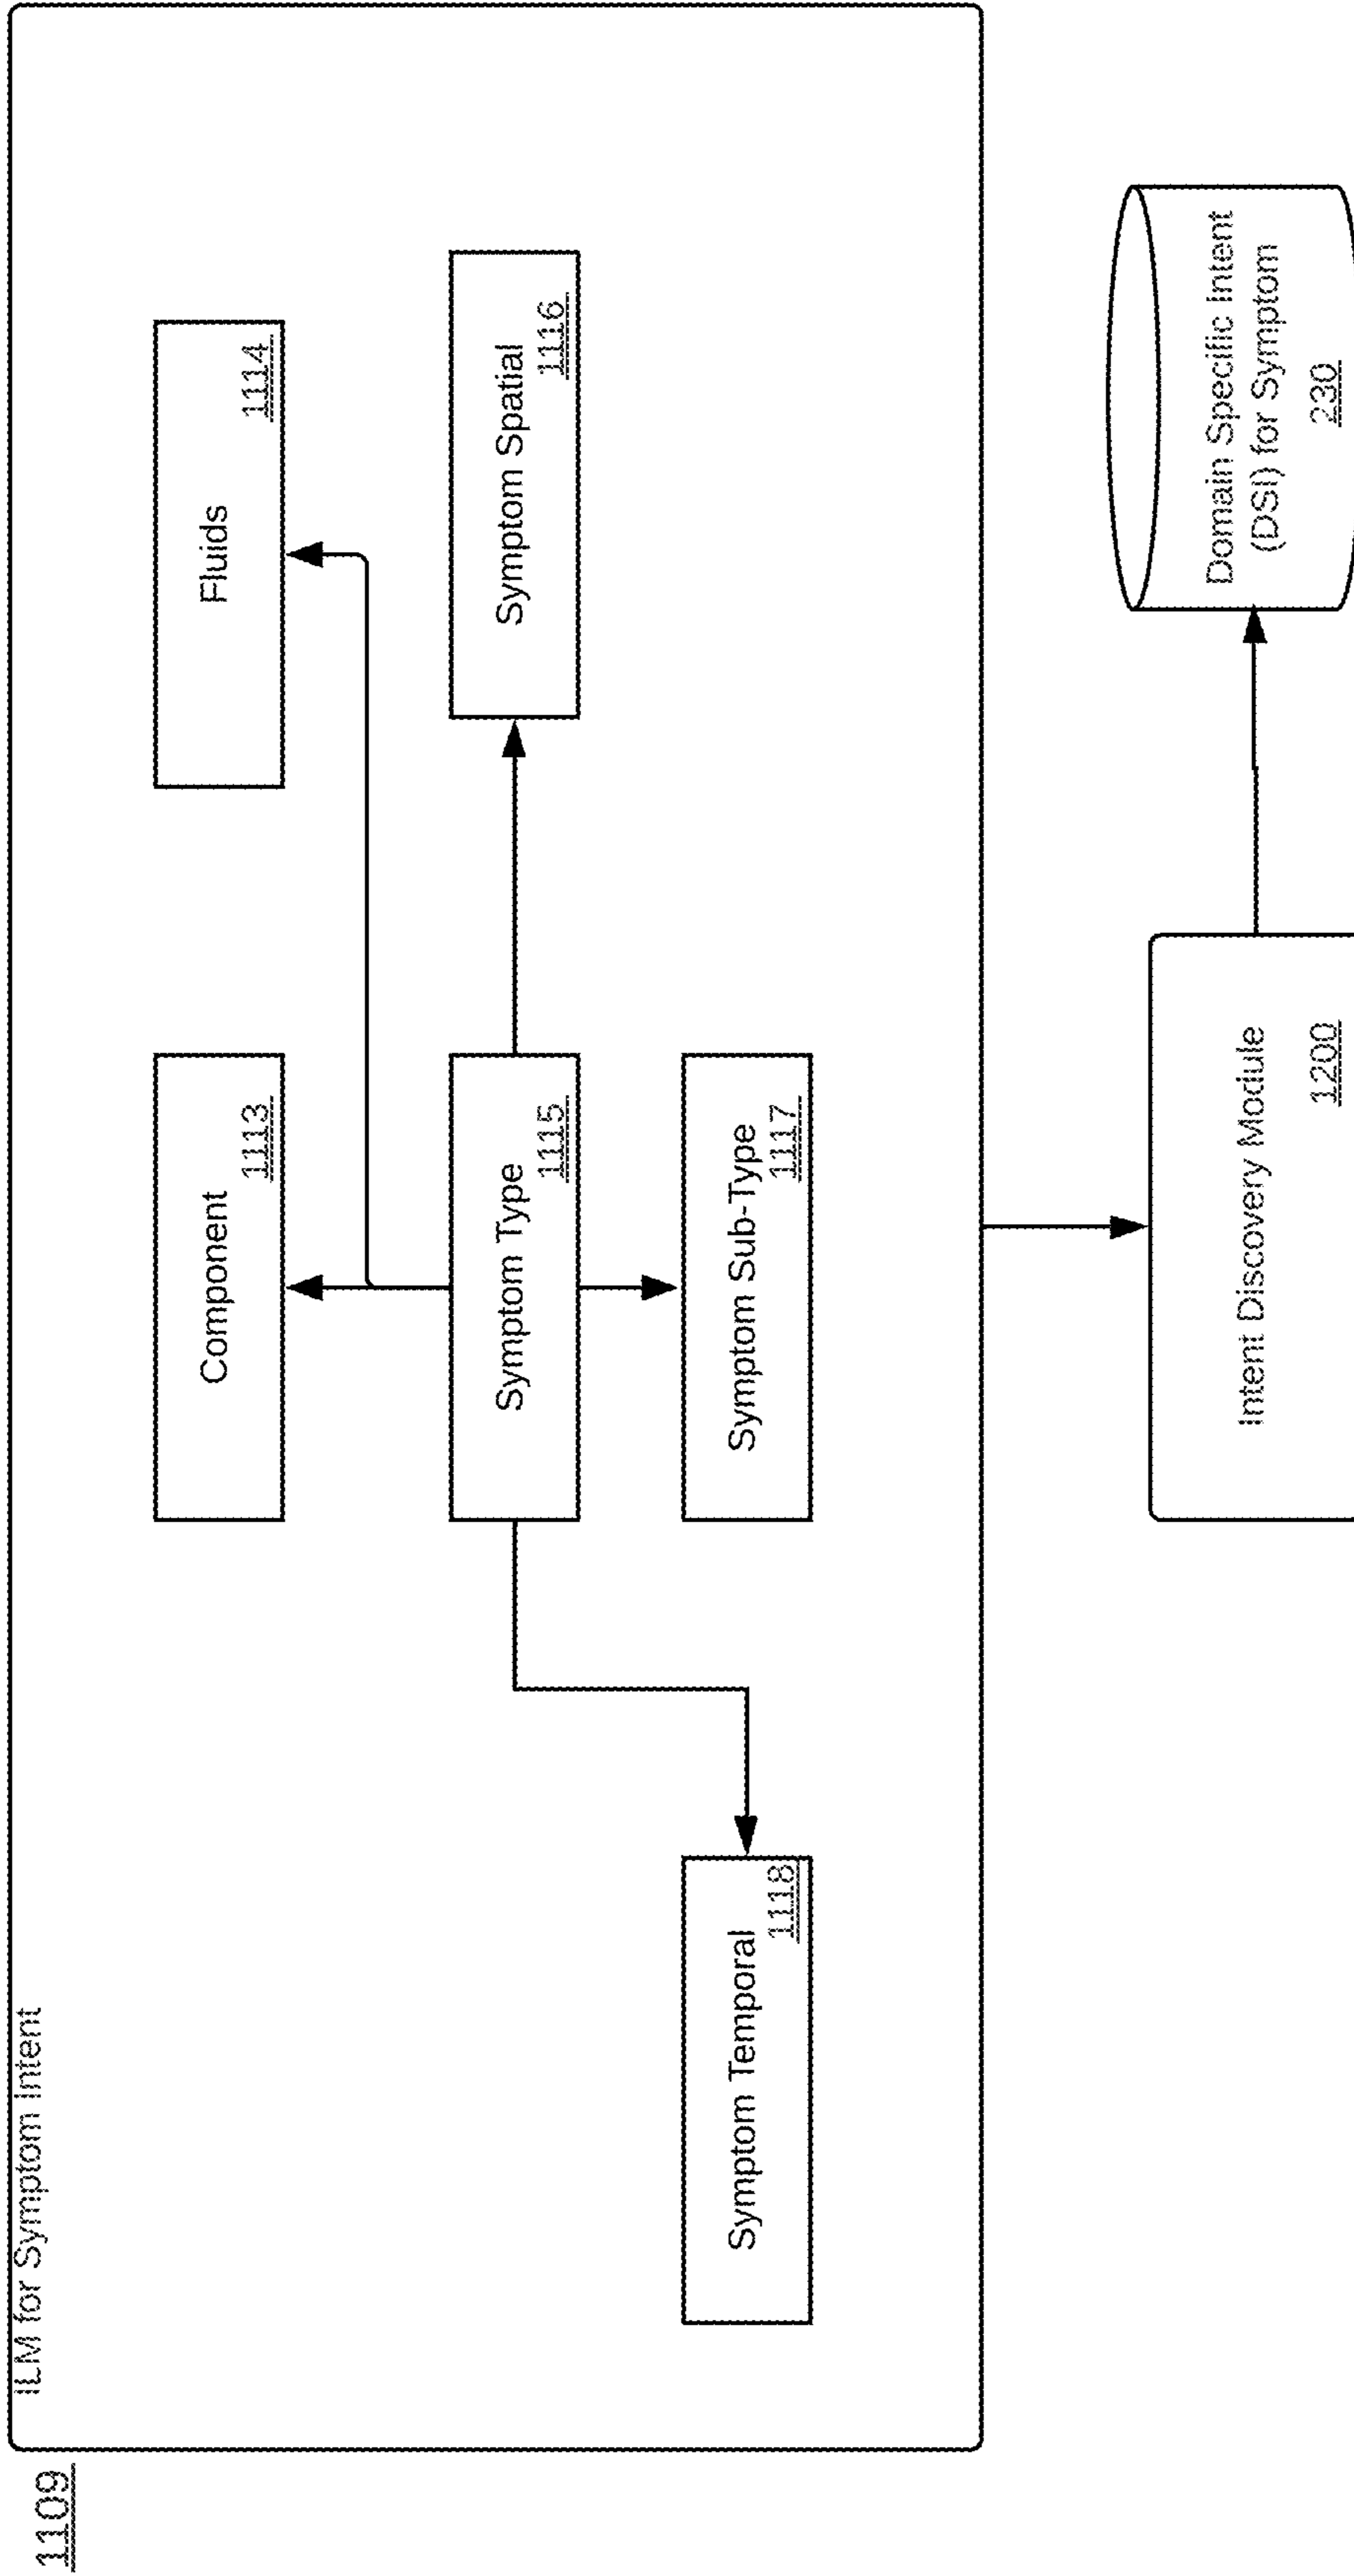 1109
ILM for Symptom Intent
Component
1113
Fluids
1114
Symptom Type
1115
Symptom Spatial
1116
Symptom Temporal
1118
Symptom Sub-Type
1117
Intent Discovery Module
1200
Domain Specific Intent
(DSI) for Symptom
230